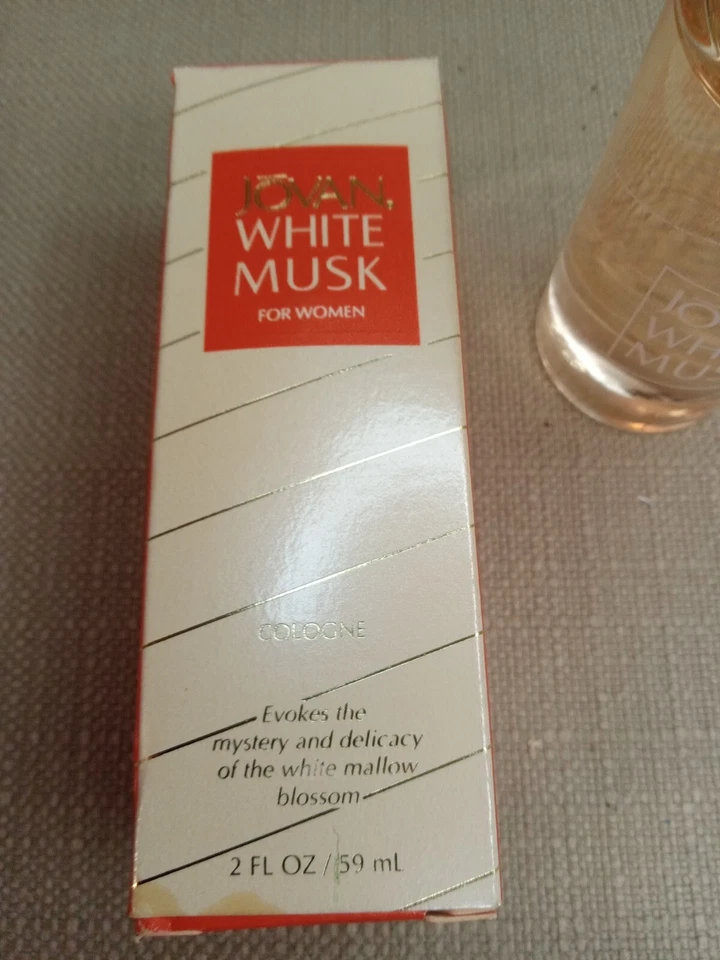 JŌVAN
WHITE
MUSK
FOR WOMEN
COLOGNE
Evokes the
mystery and delicacy
of the white mallow
blossom
2 FL OZ / 59 mL